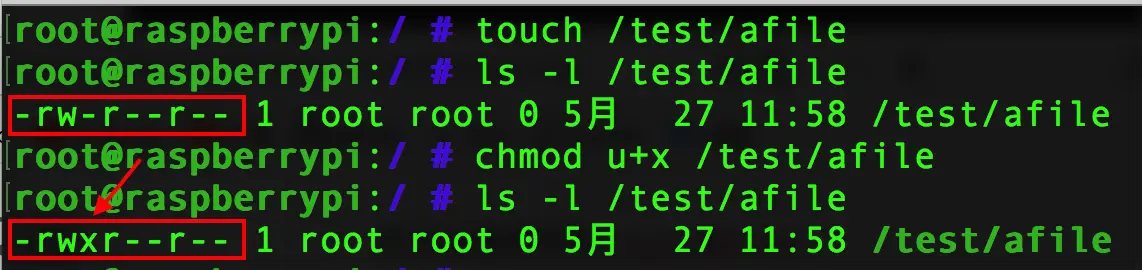 [root@raspberrypi:/ # touch /test/afile
[root@raspberrypi:/ # ls -l /test/afile
-rw-r--r-- 1 root root 0 5月  27 11:58 /test/afile
[root@raspberrypi:/ # chmod u+x /test/afile
[root@raspberrypi:/ # ls -l /test/afile
-rwxr--r-- 1 root root 0 5月  27 11:58 /test/afile